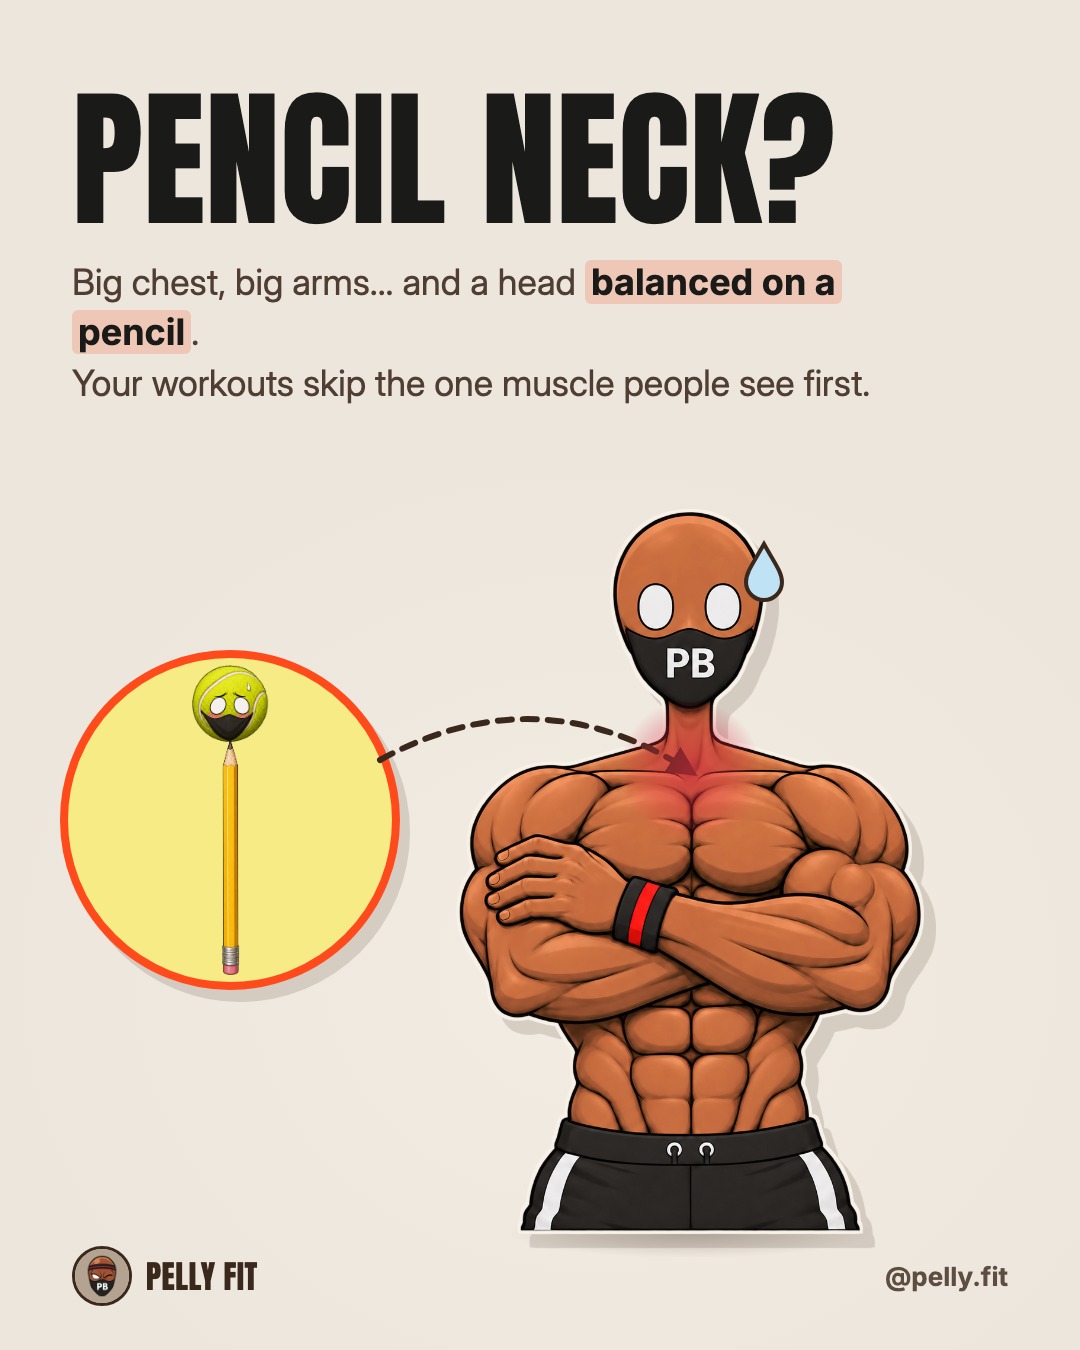 PENCIL NECK?
Big chest, big arms... and a head balanced on a
pencil.
Your workouts skip the one muscle people see first.
PB
PB
PELLY FIT
@pelly.fit